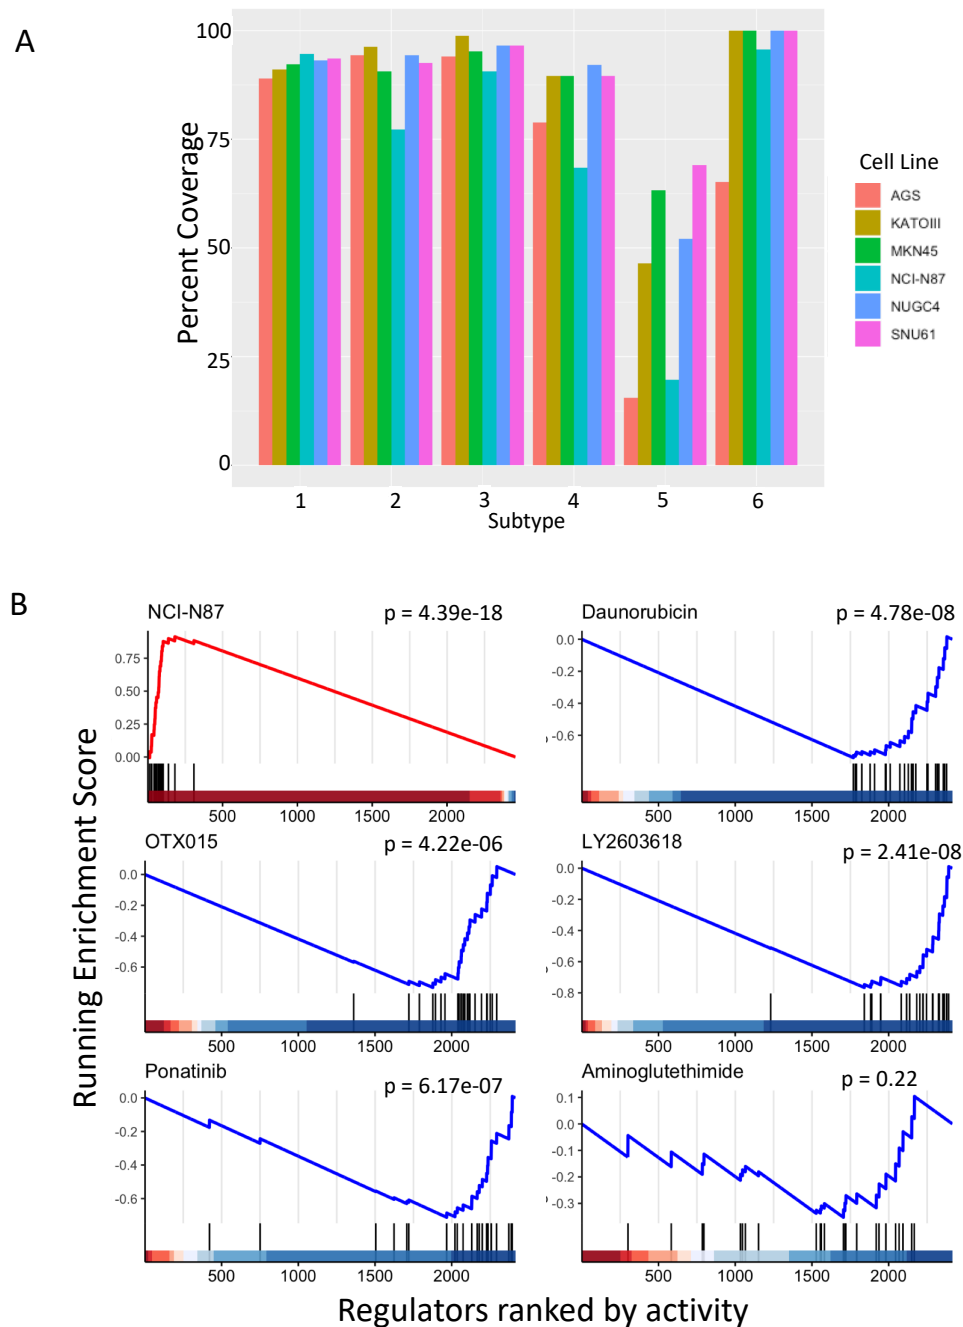 A
Percent Coverage
100
75
50
25
0
1 2 3 4 5 6
Subtype
Cell Line
AGS
KATOIII
MKN45
NCI-N87
NUGC4
SNU61
B
Running Enrichment Score
NCI-N87
p = 4.39e-18
0.75
0.50
0.25
0.00
500 1000 1500 2000
Daunorubicin
p = 4.78e-08
0.0
-0.2
-0.4
-0.6
500 1000 1500 2000
OTX015
p = 4.22e-06
0.0
-0.2
-0.4
-0.6
500 1000 1500 2000
LY2603618
p = 2.41e-08
0.0
-0.2
-0.4
-0.6
-0.8
500 1000 1500 2000
Ponatinib
p = 6.17e-07
0.0
-0.2
-0.4
-0.6
500 1000 1500 2000
Aminoglutethimide
p = 0.22
0.1
0.0
-0.1
-0.2
-0.3
500 1000 1500 2000
Regulators ranked by activity